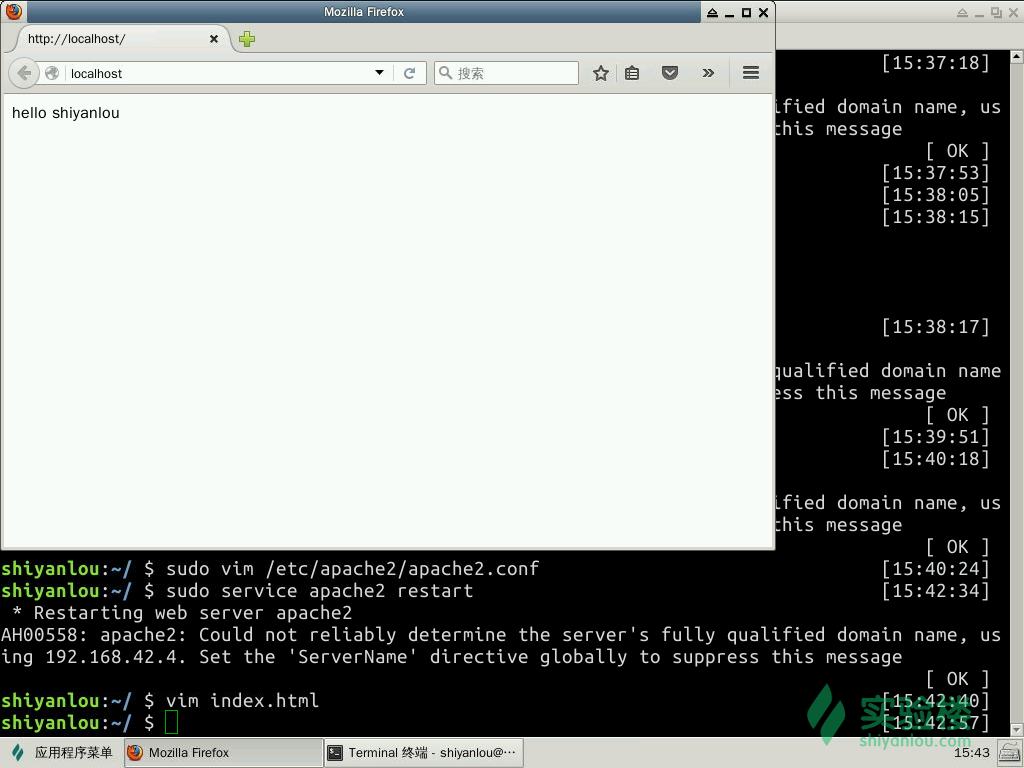 Mozilla Firefox
http://localhost/
localhost
搜索
hello shiyanlou
[15:37:18]
ified domain name, us
this message
[ OK ]
[15:37:53]
[15:38:05]
[15:38:15]
[15:38:17]
qualified domain name
ess this message
[ OK ]
[15:39:51]
[15:40:18]
ified domain name, us
this message
[ OK ]
shiyanlou:~/ $ sudo vim /etc/apache2/apache2.conf [15:40:24]
shiyanlou:~/ $ sudo service apache2 restart [15:42:34]
* Restarting web server apache2
AH00558: apache2: Could not reliably determine the server's fully qualified domain name, us
ing 192.168.42.4. Set the 'ServerName' directive globally to suppress this message
[ OK ]
shiyanlou:~/ $ vim index.html [15:42:40]
shiyanlou:~/ $ [15:42:57]
实验楼
shiyanlou.com
应用程序菜单 Mozilla Firefox Terminal 终端 - shiyanlou@⋯ 15:43